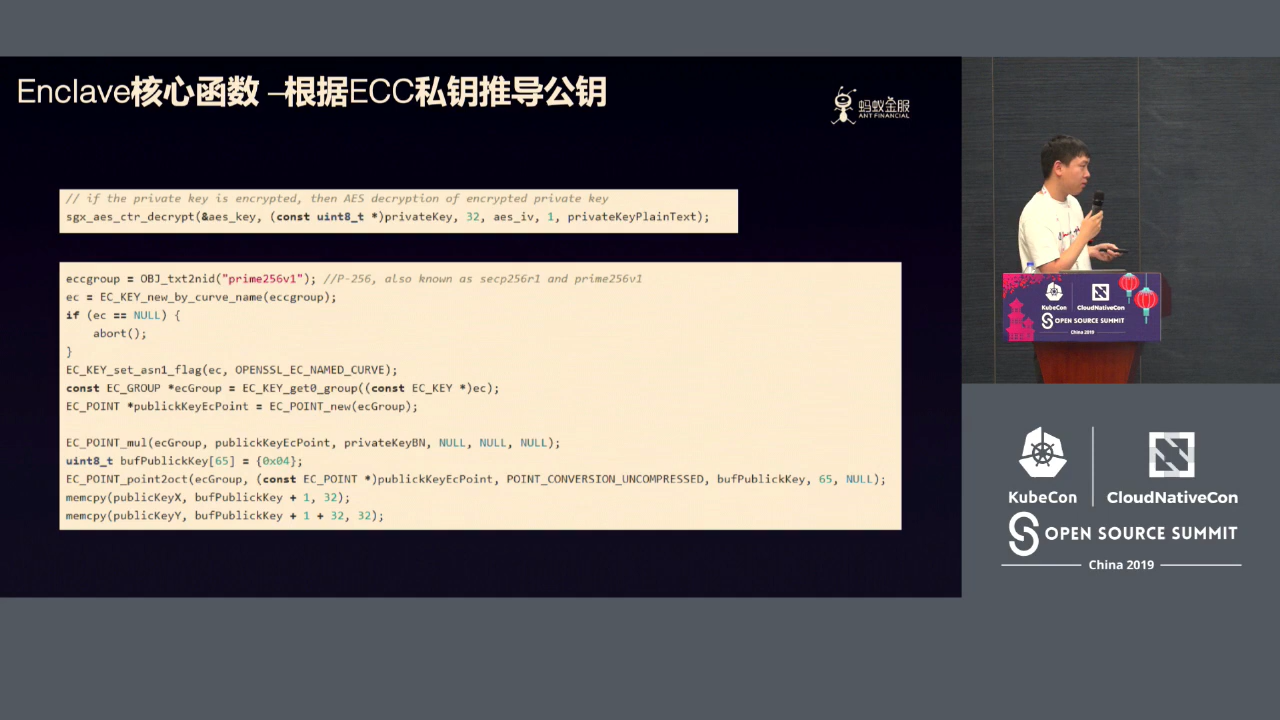 Enclave核心函数 –根据ECC私钥推导公钥
蚂蚁金服
ANT FINANCIAL
// if the private key is encrypted, then AES decryption of encrypted private key
sgx_aes_ctr_decrypt(&aes_key, (const uint8_t *)privateKey, 32, aes_iv, 1, privateKeyPlainText);
eccgroup = OBJ_txt2nid("prime256v1"); //P-256, also known as secp256r1 and prime256v1
ec = EC_KEY_new_by_curve_name(eccgroup);
if (ec == NULL) {
abort();
}
EC_KEY_set_asn1_flag(ec, OPENSSL_EC_NAMED_CURVE);
const EC_GROUP *ecGroup = EC_KEY_get0_group((const EC_KEY *)ec);
EC_POINT *publickKeyEcPoint = EC_POINT_new(ecGroup);
EC_POINT_mul(ecGroup, publickKeyEcPoint, privateKeyBN, NULL, NULL, NULL);
uint8_t bufPublickKey[65] = {0x04};
EC_POINT_point2oct(ecGroup, (const EC_POINT *)publickKeyEcPoint, POINT_CONVERSION_UNCOMPRESSED, bufPublickKey, 65, NULL);
memcpy(publicKeyX, bufPublickKey + 1, 32);
memcpy(publicKeyY, bufPublickKey + 1 + 32, 32);
KubeCon CloudNativeCon
OPEN SOURCE SUMMIT
China 2019
KubeCon CloudNativeCon
OPEN SOURCE SUMMIT
China 2019